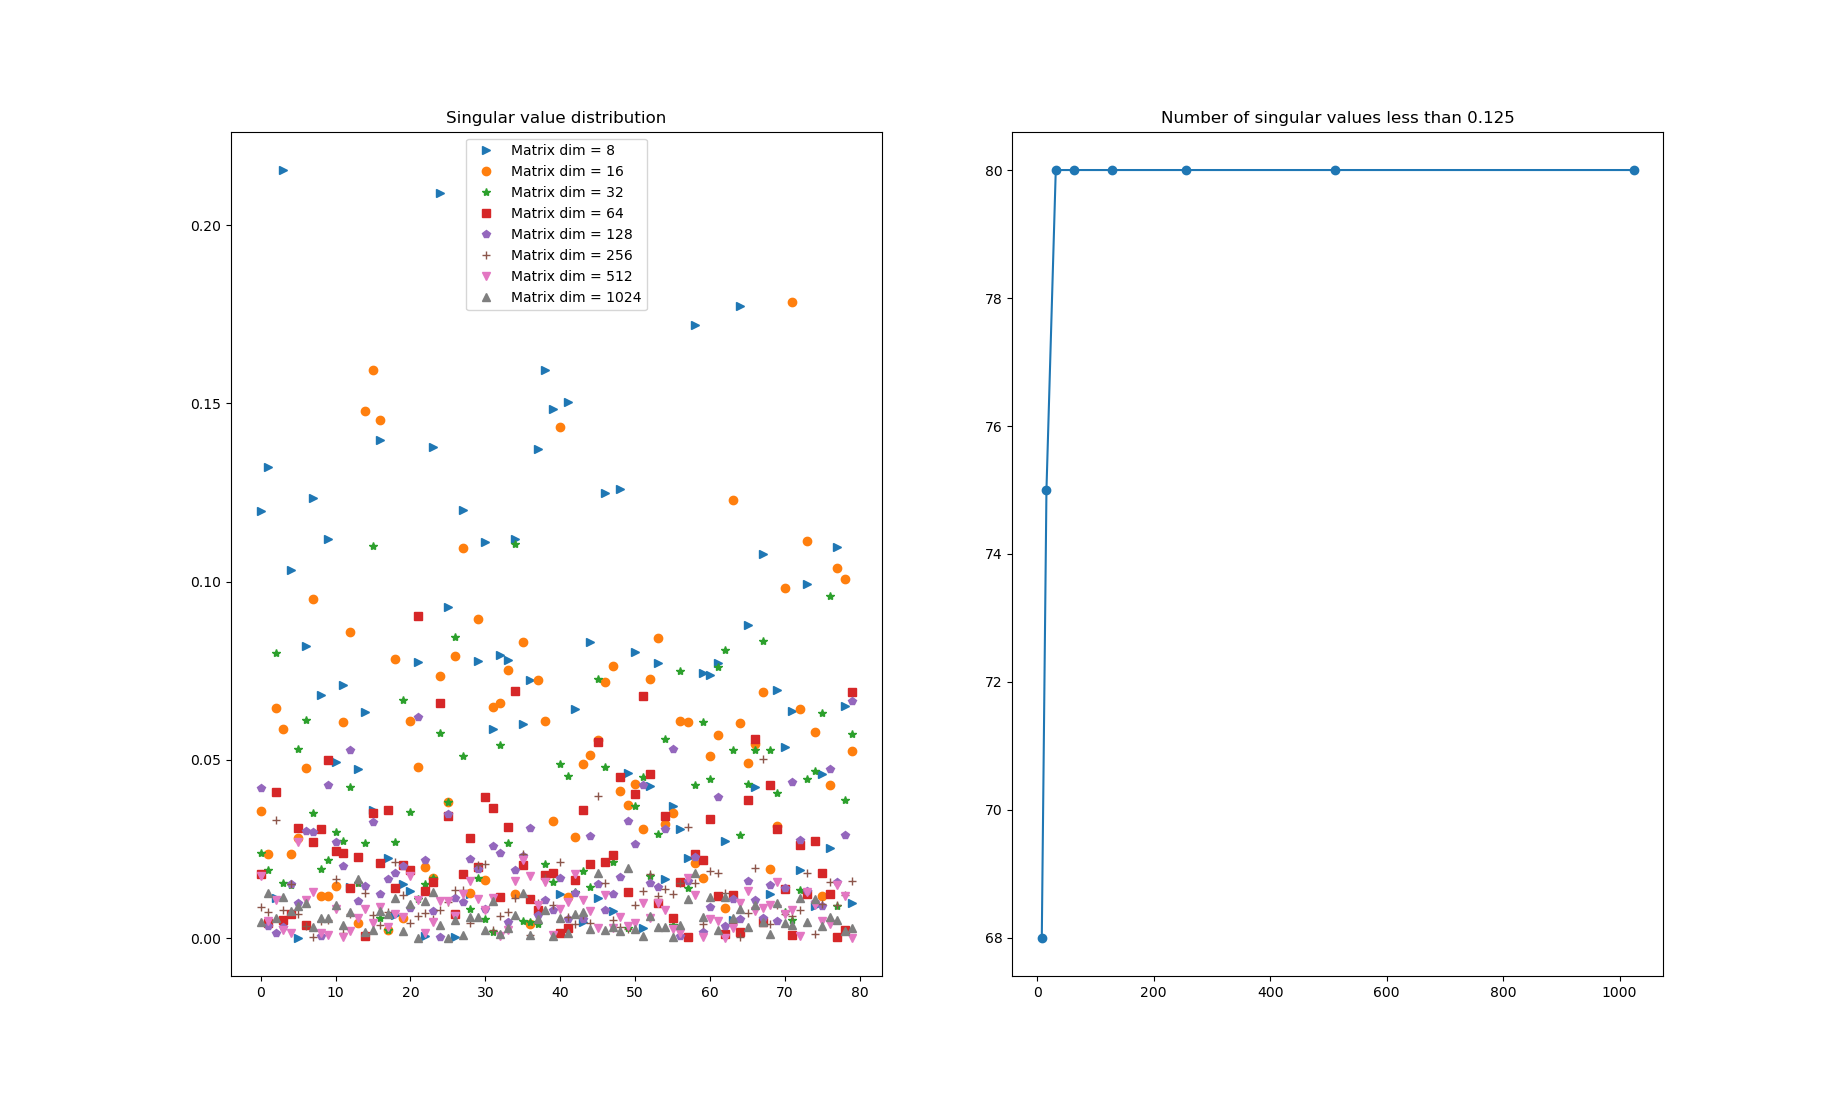 Singular value distribution
Matrix dim = 8
Matrix dim = 16
Matrix dim = 32
Matrix dim = 64
Matrix dim = 128
Matrix dim = 256
Matrix dim = 512
Matrix dim = 1024
0.20
0.15
0.10
0.05
0.00
0 10 20 30 40 50 60 70 80
Number of singular values less than 0.125
80
78
76
74
72
70
68
0 200 400 600 800 1000